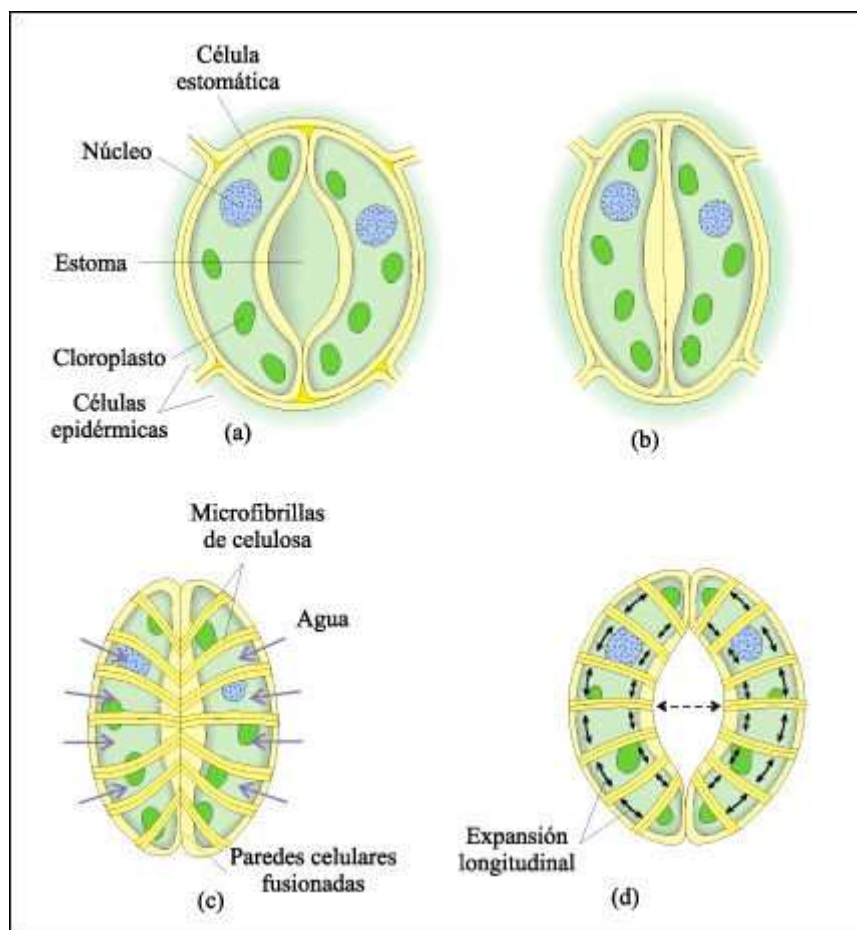 Célula
estomática
Núcleo
Estoma
Cloroplasto
Células
epidérmicas
(a)
(b)
Microfibrillas
de celulosa
Agua
Paredes celulares
fusionadas
(c)
Expansión
longitudinal
(d)